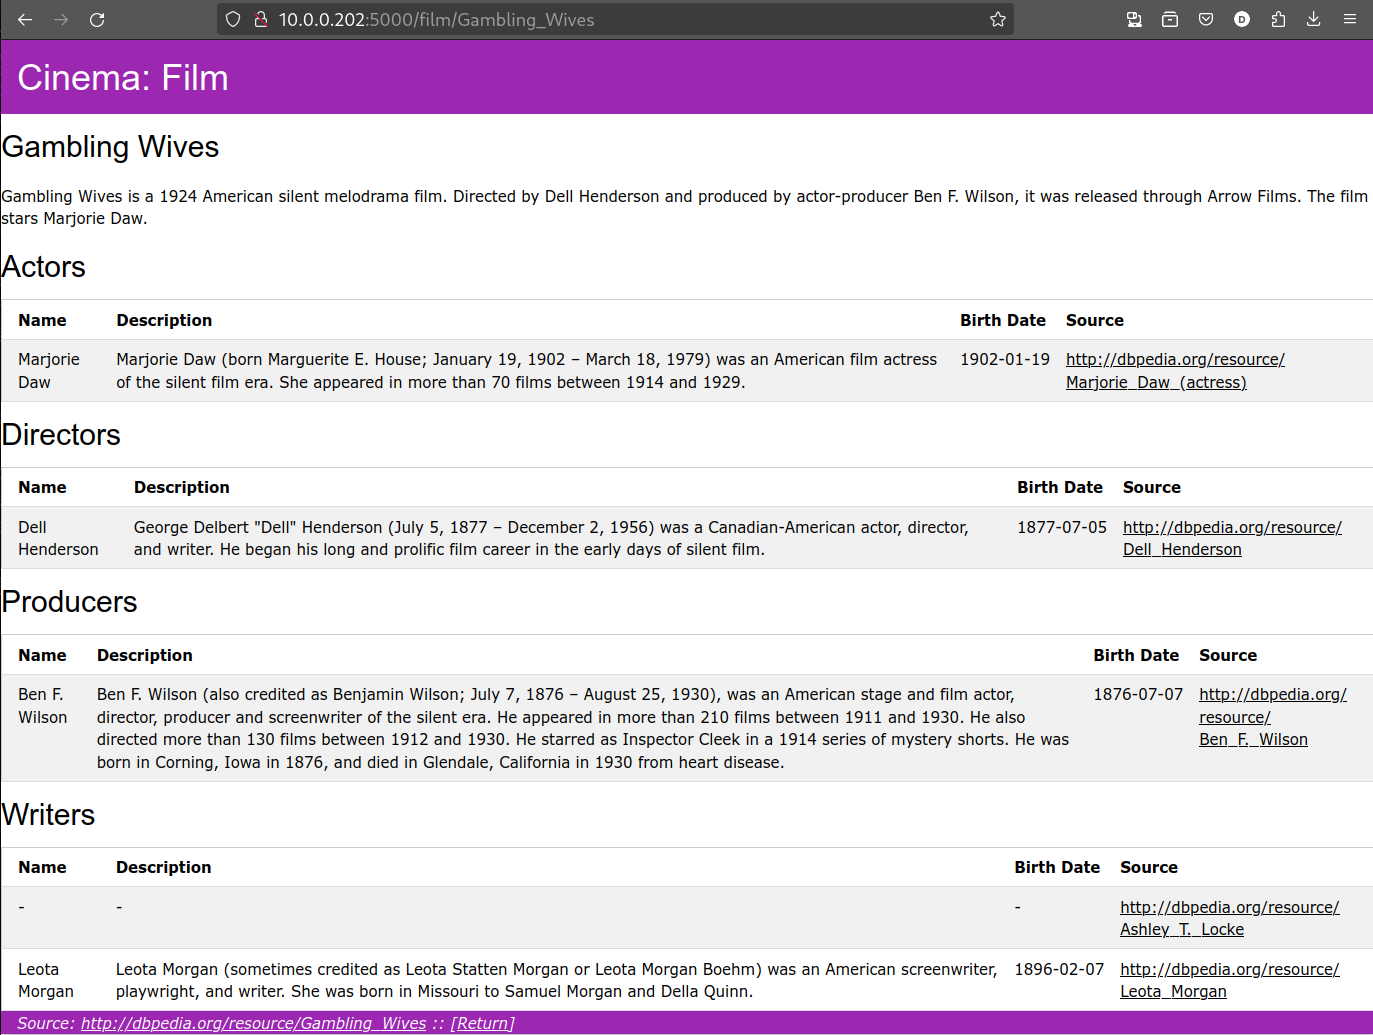 10.0.0.202:5000/film/Gambling_Wives
Cinema: Film
Gambling Wives
Gambling Wives is a 1924 American silent melodrama film. Directed by Dell Henderson and produced by actor-producer Ben F. Wilson, it was released through Arrow Films. The film
stars Marjorie Daw.
Actors
Name Description Birth Date Source
Marjorie Marjorie Daw (born Marguerite E. House; January 19, 1902 – March 18, 1979) was an American film actress 1902-01-19 http://dbpedia.org/resource/
Daw of the silent film era. She appeared in more than 70 films between 1914 and 1929. Marjorie_Daw_(actress)
Directors
Name Description Birth Date Source
Dell George Delbert "Dell" Henderson (July 5, 1877 – December 2, 1956) was a Canadian-American actor, director, 1877-07-05 http://dbpedia.org/resource/
Henderson and writer. He began his long and prolific film career in the early days of silent film. Dell_Henderson
Producers
Name Description Birth Date Source
Ben F. Ben F. Wilson (also credited as Benjamin Wilson; July 7, 1876 – August 25, 1930), was an American stage and film actor, 1876-07-07 http://dbpedia.org/
Wilson director, producer and screenwriter of the silent era. He appeared in more than 210 films between 1911 and 1930. He also resource/
directed more than 130 films between 1912 and 1930. He starred as Inspector Cleek in a 1914 series of mystery shorts. He was Ben_F._Wilson
born in Corning, Iowa in 1876, and died in Glendale, California in 1930 from heart disease.
Writers
Name Description Birth Date Source
- - - http://dbpedia.org/resource/
Ashley_T._Locke
Leota Leota Morgan (sometimes credited as Leota Statten Morgan or Leota Morgan Boehm) was an American screenwriter, 1896-02-07 http://dbpedia.org/resource/
Morgan playwright, and writer. She was born in Missouri to Samuel Morgan and Della Quinn. Leota_Morgan
Source: http://dbpedia.org/resource/Gambling_Wives :: [Return]